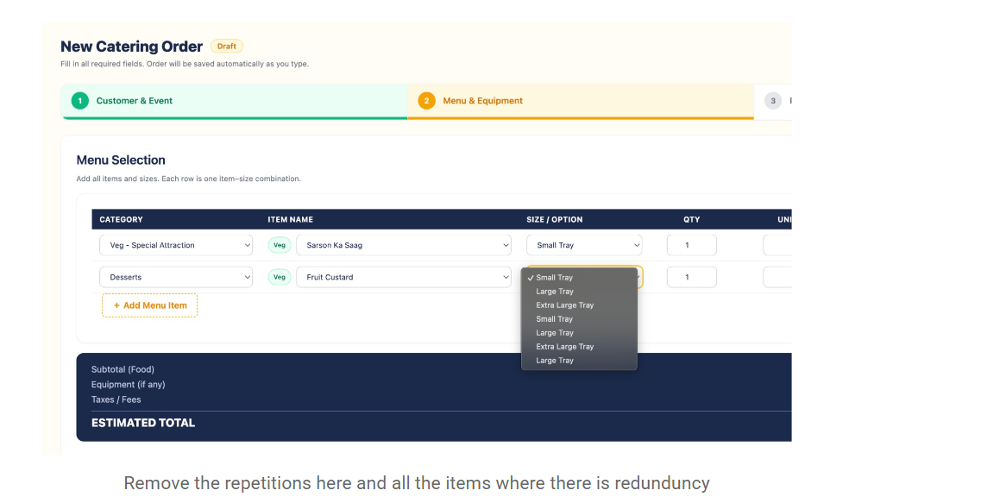 New Catering Order Draft
Fill in all required fields. Order will be saved automatically as you type.
1 Customer & Event 2 Menu & Equipment 3
Menu Selection
Add all items and sizes. Each row is one item–size combination.
CATEGORY ITEM NAME SIZE / OPTION QTY UNI
Veg - Special Attraction Veg Sarson Ka Saag Small Tray 1
Desserts Veg Fruit Custard ✓ Small Tray 1
Large Tray
Extra Large Tray
Small Tray
Large Tray
Extra Large Tray
Large Tray
+ Add Menu Item
Subtotal (Food)
Equipment (if any)
Taxes / Fees
ESTIMATED TOTAL
Remove the repetitions here and all the items where there is redunduncy